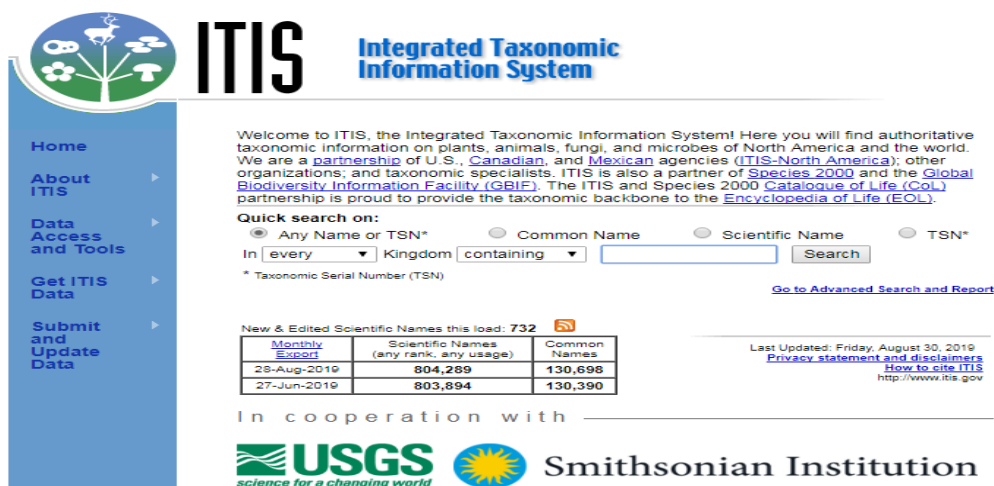 ITIS
Integrated Taxonomic
Information System
Home
About
ITIS
Data
Access
and Tools
Get ITIS
Data
Submit
and
Update
Data
Welcome to ITIS, the Integrated Taxonomic Information System! Here you will find authoritative
taxonomic information on plants, animals, fungi, and microbes of North America and the world.
We are a partnership of U.S., Canadian, and Mexican agencies (ITIS-North America); other
organizations; and taxonomic specialists. ITIS is also a partner of Species 2000 and the Global
Biodiversity Information Facility (GBIF). The ITIS and Species 2000 Catalogue of Life (CoL)
partnership is proud to provide the taxonomic backbone to the Encyclopedia of Life (EOL).
Quick search on:
Any Name or TSN* Common Name Scientific Name TSN*
In every Kingdom containing Search
* Taxonomic Serial Number (TSN)
Go to Advanced Search and Report
New & Edited Scientific Names this load: 732
Monthly Export Scientific Names (any rank, any usage) Common Names
28-Aug-2019 804,289 130,698
27-Jun-2019 803,894 130,390
Last Updated: Friday, August 30, 2019
Privacy statement and disclaimers
How to cite ITIS
http://www.itis.gov
In cooperation with
USGS
science for a changing world
Smithsonian Institution